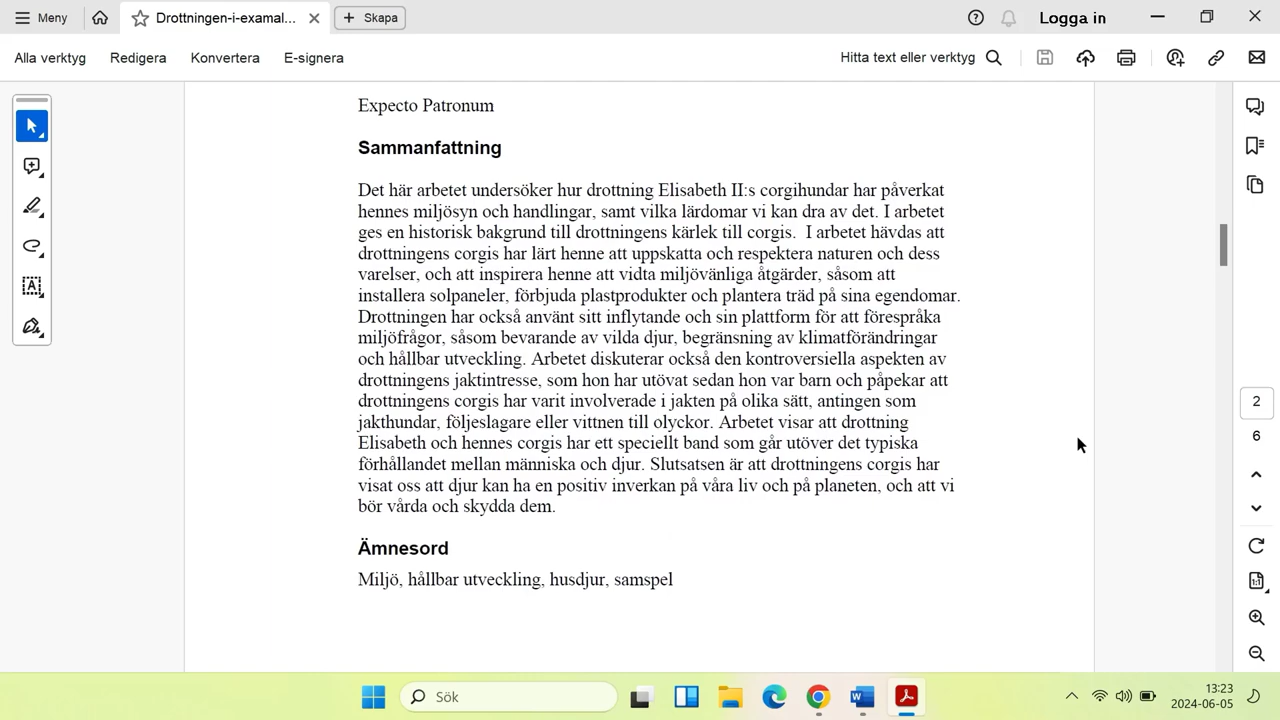 Meny
Drottningen-i-examal...
Skapa
Logga in
Alla verktyg
Redigera
Konvertera
E-signera
Hitta text eller verktyg
Expecto Patronum
Sammanfattning
Det här arbetet undersöker hur drottning Elisabeth II:s corgihundar har påverkat
hennes miljösyn och handlingar, samt vilka lärdomar vi kan dra av det. I arbetet
ges en historisk bakgrund till drottningens kärlek till corgis. I arbetet hävdas att
drottningens corgis har lärt henne att uppskatta och respektera naturen och dess
varelser, och att inspirera henne att vidta miljövänliga åtgärder, såsom att
installera solpaneler, förbjuda plastprodukter och plantera träd på sina egendomar.
Drottningen har också använt sitt inflytande och sin plattform för att förespråka
miljöfrågor, såsom bevarande av vilda djur, begränsning av klimatförändringar
och hållbar utveckling. Arbetet diskuterar också den kontroversiella aspekten av
drottningens jaktintresse, som hon har utövat sedan hon var barn och påpekar att
drottningens corgis har varit involverade i jakten på olika sätt, antingen som
jakthundar, följeslagare eller vittnen till olyckor. Arbetet visar att drottning
Elisabeth och hennes corgis har ett speciellt band som går utöver det typiska
förhållandet mellan människa och djur. Slutsatsen är att drottningens corgis har
visat oss att djur kan ha en positiv inverkan på våra liv och på planeten, och att vi
bör vårda och skydda dem.
Ämnesord
Miljö, hållbar utveckling, husdjur, samspel
2
6
1:1
Sök
13:23
2024-06-05